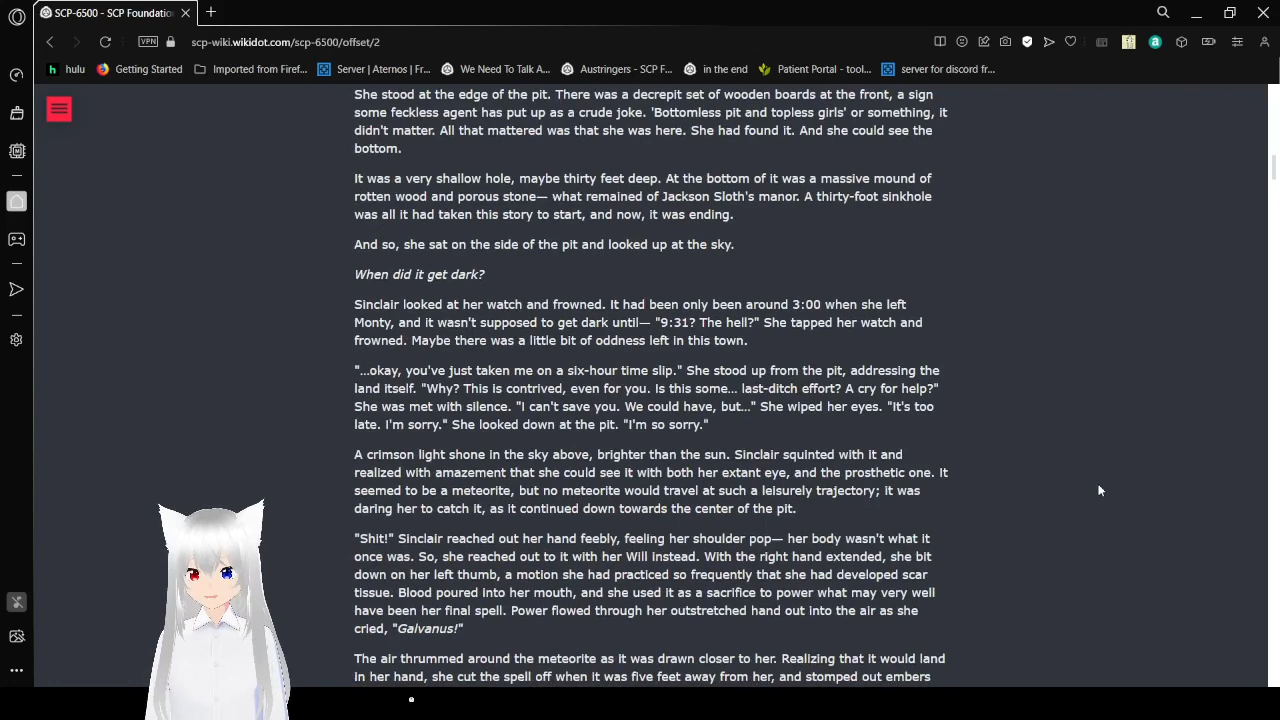 SCP-6500 - SCP Foundation
VPN
scp-wiki.wikidot.com/scp-6500/offset/2
hulu
Getting Started
Imported from Firef...
Server | Aternos | Fr...
We Need To Talk A...
Austringers - SCP F...
in the end
Patient Portal - tool...
server for discord fr...
She stood at the edge of the pit. There was a decrepit set of wooden boards at the front, a sign
some feckless agent has put up as a crude joke. 'Bottomless pit and topless girls' or something, it
didn't matter. All that mattered was that she was here. She had found it. And she could see the
bottom.
It was a very shallow hole, maybe thirty feet deep. At the bottom of it was a massive mound of
rotten wood and porous stone— what remained of Jackson Sloth's manor. A thirty-foot sinkhole
was all it had taken this story to start, and now, it was ending.
And so, she sat on the side of the pit and looked up at the sky.
When did it get dark?
Sinclair looked at her watch and frowned. It had been only been around 3:00 when she left
Monty, and it wasn't supposed to get dark until— "9:31? The hell?" She tapped her watch and
frowned. Maybe there was a little bit of oddness left in this town.
"…okay, you've just taken me on a six-hour time slip." She stood up from the pit, addressing the
land itself. "Why? This is contrived, even for you. Is this some… last-ditch effort? A cry for help?"
She was met with silence. "I can't save you. We could have, but…" She wiped her eyes. "It's too
late. I'm sorry." She looked down at the pit. "I'm so sorry."
A crimson light shone in the sky above, brighter than the sun. Sinclair squinted with it and
realized with amazement that she could see it with both her extant eye, and the prosthetic one. It
seemed to be a meteorite, but no meteorite would travel at such a leisurely trajectory; it was
daring her to catch it, as it continued down towards the center of the pit.
"Shit!" Sinclair reached out her hand feebly, feeling her shoulder pop— her body wasn't what it
once was. So, she reached out to it with her Will instead. With the right hand extended, she bit
down on her left thumb, a motion she had practiced so frequently that she had developed scar
tissue. Blood poured into her mouth, and she used it as a sacrifice to power what may very well
have been her final spell. Power flowed through her outstretched hand out into the air as she
cried, "Galvanus!"
The air thrummed around the meteorite as it was drawn closer to her. Realizing that it would land
in her hand, she cut the spell off when it was five feet away from her, and stomped out embers